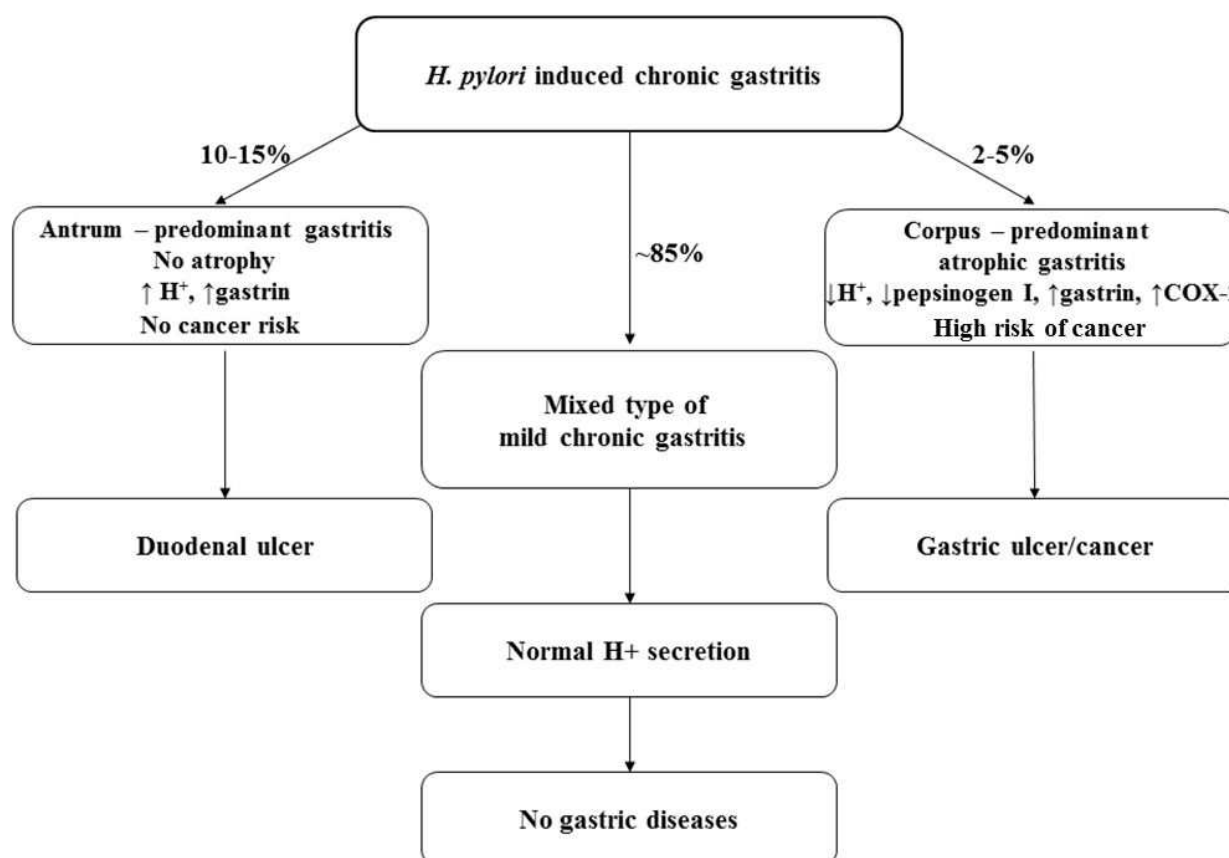 H. pylori induced chronic gastritis
10-15%
2-5%
~85%
Antrum – predominant gastritis
No atrophy
↑ H⁺, ↑gastrin
No cancer risk
Corpus – predominant
atrophic gastritis
↓H⁺, ↓pepsinogen I, ↑gastrin, ↑COX-
High risk of cancer
Mixed type of
mild chronic gastritis
Duodenal ulcer
Gastric ulcer/cancer
Normal H+ secretion
No gastric diseases